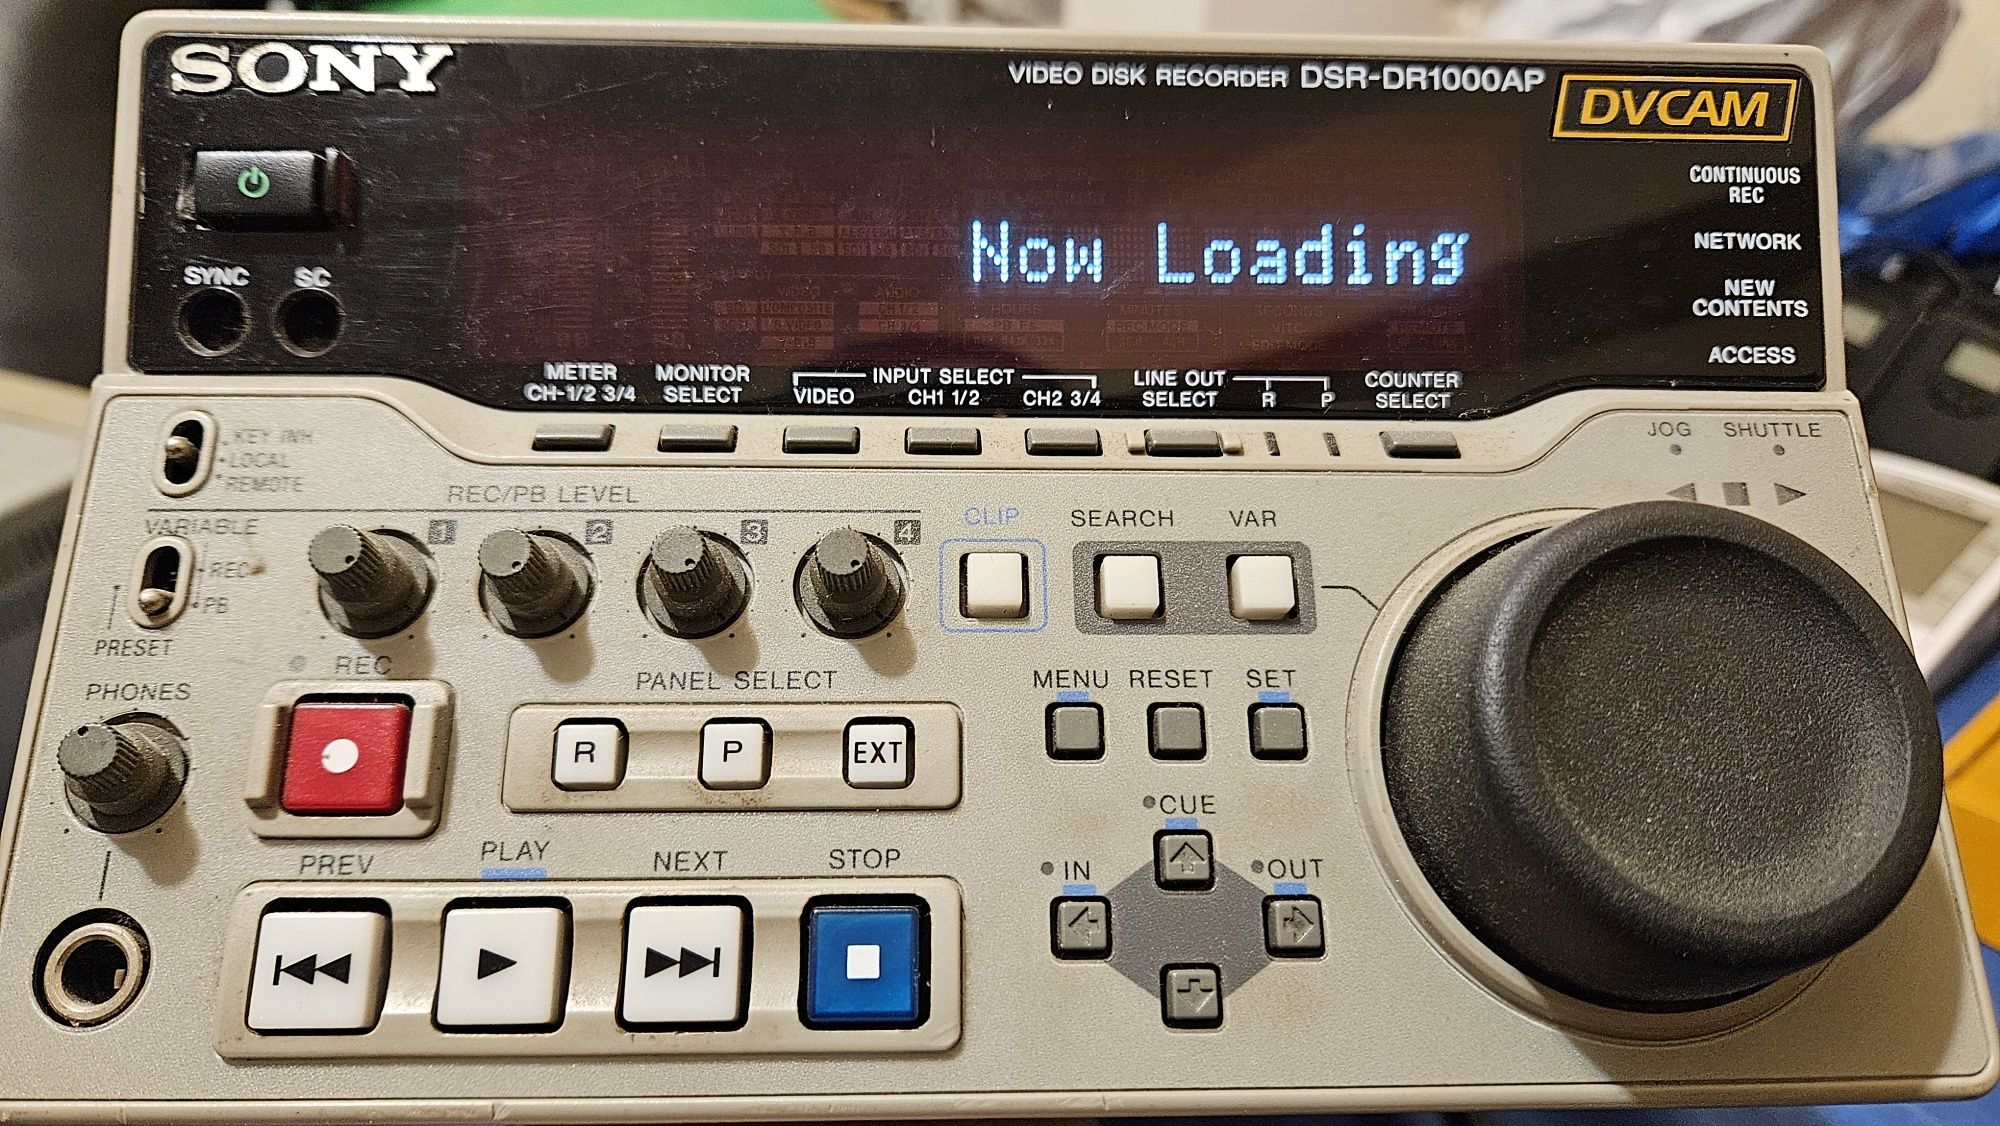 SONY
VIDEO DISK RECORDER DSR-DR1000AP
DVCAM
CONTINUOUS
REC
NETWORK
NEW
CONTENTS
ACCESS
Now Loading
SYNC SC
METER
CH-1/2 3/4
MONITOR
SELECT
INPUT SELECT
VIDEO CH1 1/2 CH2 3/4
LINE OUT
SELECT R P
COUNTER
SELECT
KEY INH
LOCAL
REMOTE
JOG SHUTTLE
REC/PB LEVEL
VARIABLE
REC
PB
PRESET
1 2 3 4
CLIP SEARCH VAR
PHONES
REC
PANEL SELECT
R P EXT
MENU RESET SET
CUE
IN OUT
PREV PLAY NEXT STOP